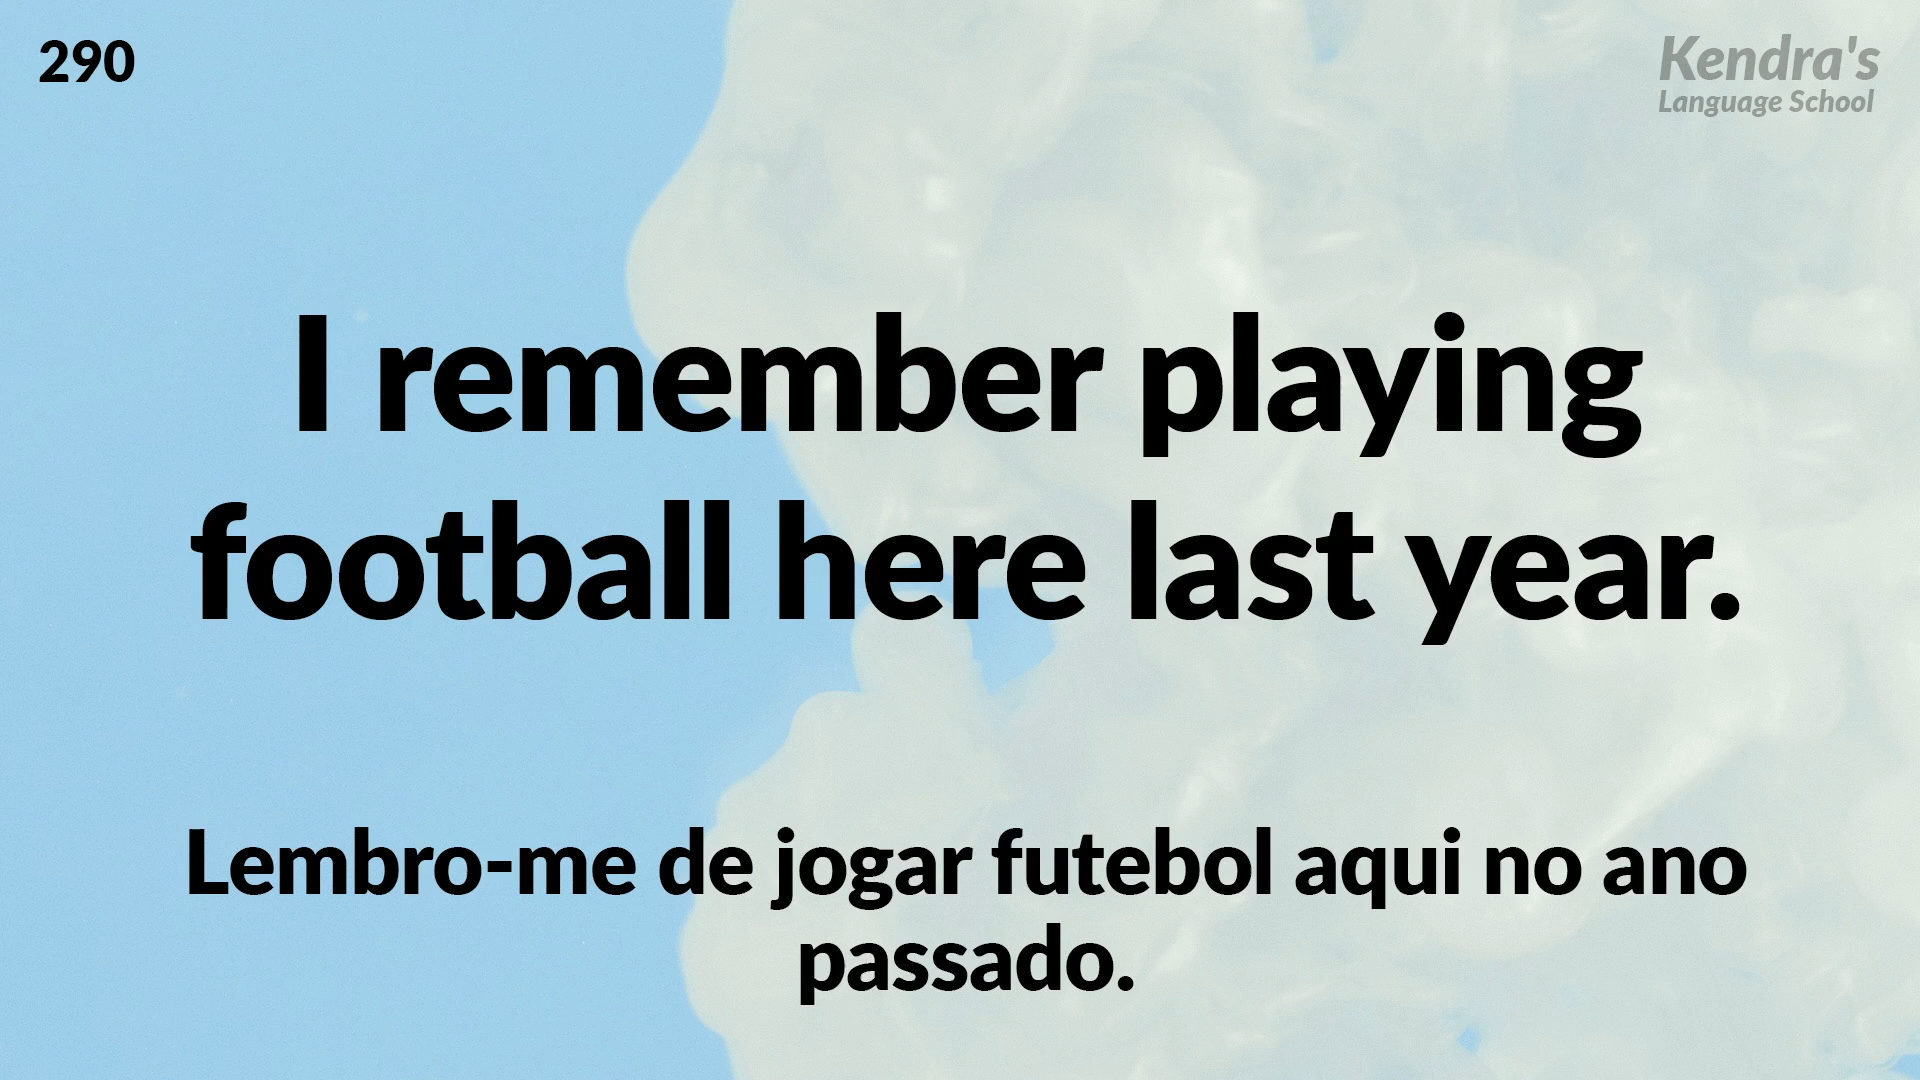 290
Kendra's
Language School
I remember playing
football here last year.
Lembro-me de jogar futebol aqui no ano
passado.